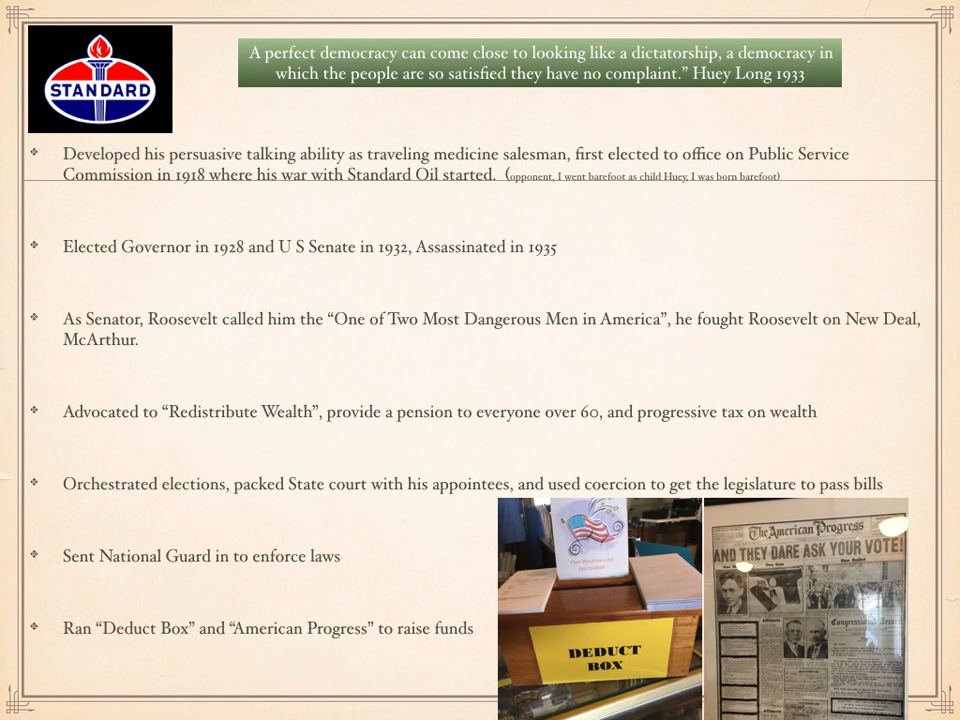 STANDARD
A perfect democracy can come close to looking like a dictatorship, a democracy in
which the people are so satisfied they have no complaint.” Huey Long 1933
Developed his persuasive talking ability as traveling medicine salesman, first elected to office on Public Service
Commission in 1918 where his war with Standard Oil started. (opponent, I went barefoot as child Huey, I was born barefoot)
Elected Governor in 1928 and U S Senate in 1932, Assassinated in 1935
As Senator, Roosevelt called him the “One of Two Most Dangerous Men in America”, he fought Roosevelt on New Deal,
McArthur.
Advocated to “Redistribute Wealth”, provide a pension to everyone over 60, and progressive tax on wealth
Orchestrated elections, packed State court with his appointees, and used coercion to get the legislature to pass bills
Sent National Guard in to enforce laws
Ran “Deduct Box” and “American Progress” to raise funds
DEDUCT
BOX
The American Progress
AND THEY DARE ASK YOUR VOTE!
Congressional Record